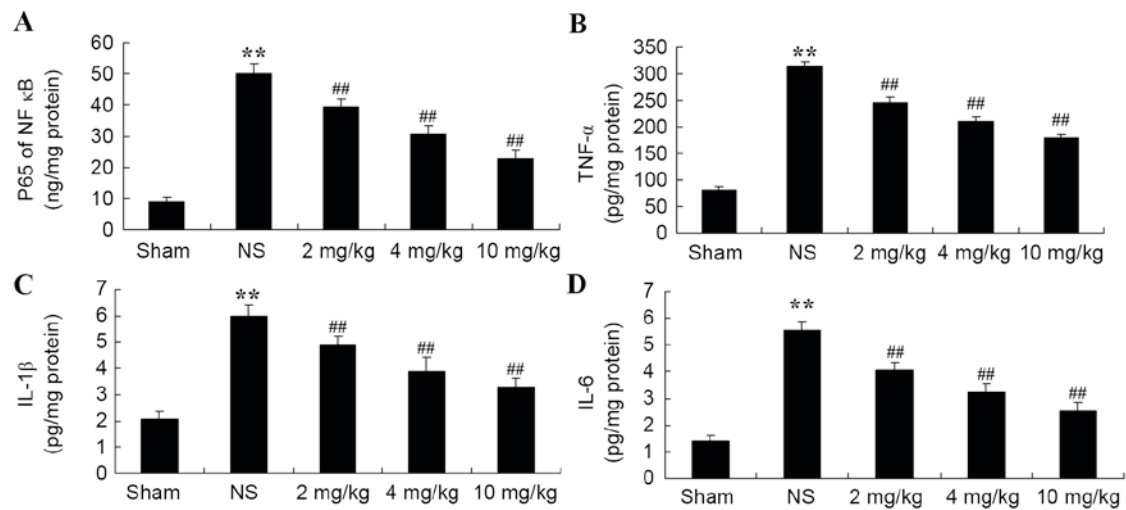 A
P65 of NF κB
(ng/mg protein)
60
50
40
30
20
10
0
**
##
##
##
Sham NS 2 mg/kg 4 mg/kg 10 mg/kg
B
TNF-α
(pg/mg protein)
350
300
250
200
150
100
50
0
**
##
##
##
Sham NS 2 mg/kg 4 mg/kg 10 mg/kg
C
IL-1β
(pg/mg protein)
7
6
5
4
3
2
1
0
**
##
##
##
Sham NS 2 mg/kg 4 mg/kg 10 mg/kg
D
IL-6
(pg/mg protein)
7
6
5
4
3
2
1
0
**
##
##
##
Sham NS 2 mg/kg 4 mg/kg 10 mg/kg